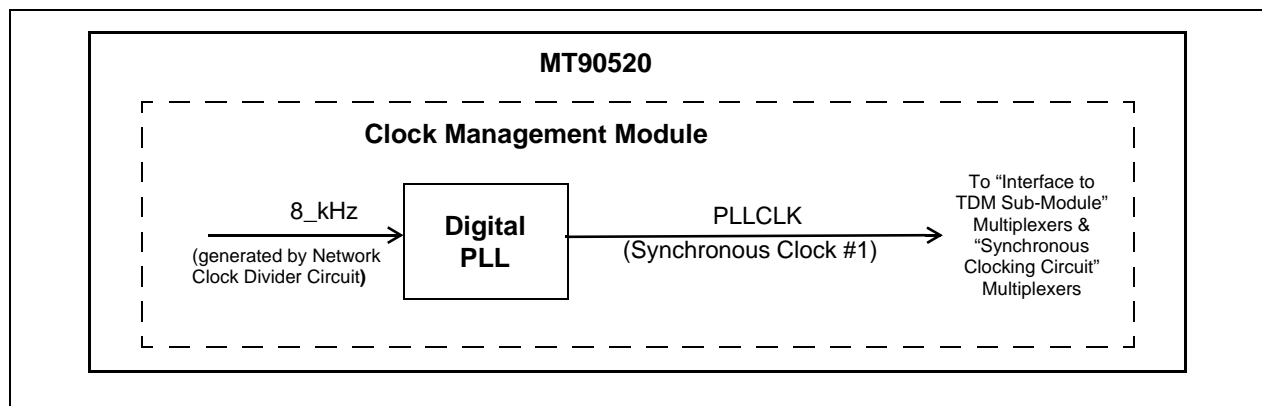 MT90520
Clock Management Module
8_kHz
(generated by Network
Clock Divider Circuit)
Digital
PLL
PLLCLK
(Synchronous Clock #1)
To “Interface to
TDM Sub-Module”
Multiplexers &
“Synchronous
Clocking Circuit”
Multiplexers